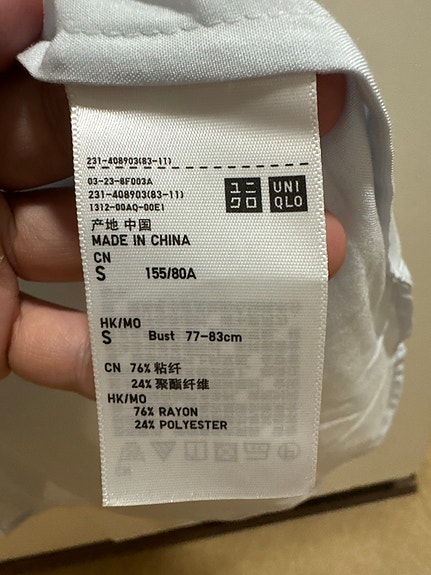 231-408903(83-11)
03-23-8F003A
231-408903(83-11)
1312-00AQ-00E1
ユニ
クロ
UNI
QLO
产地 中国
MADE IN CHINA
CN
S 155/80A
HK/MO
S Bust 77-83cm
CN 76% 粘纤
24% 聚酯纤维
HK/MO
76% RAYON
24% POLYESTER